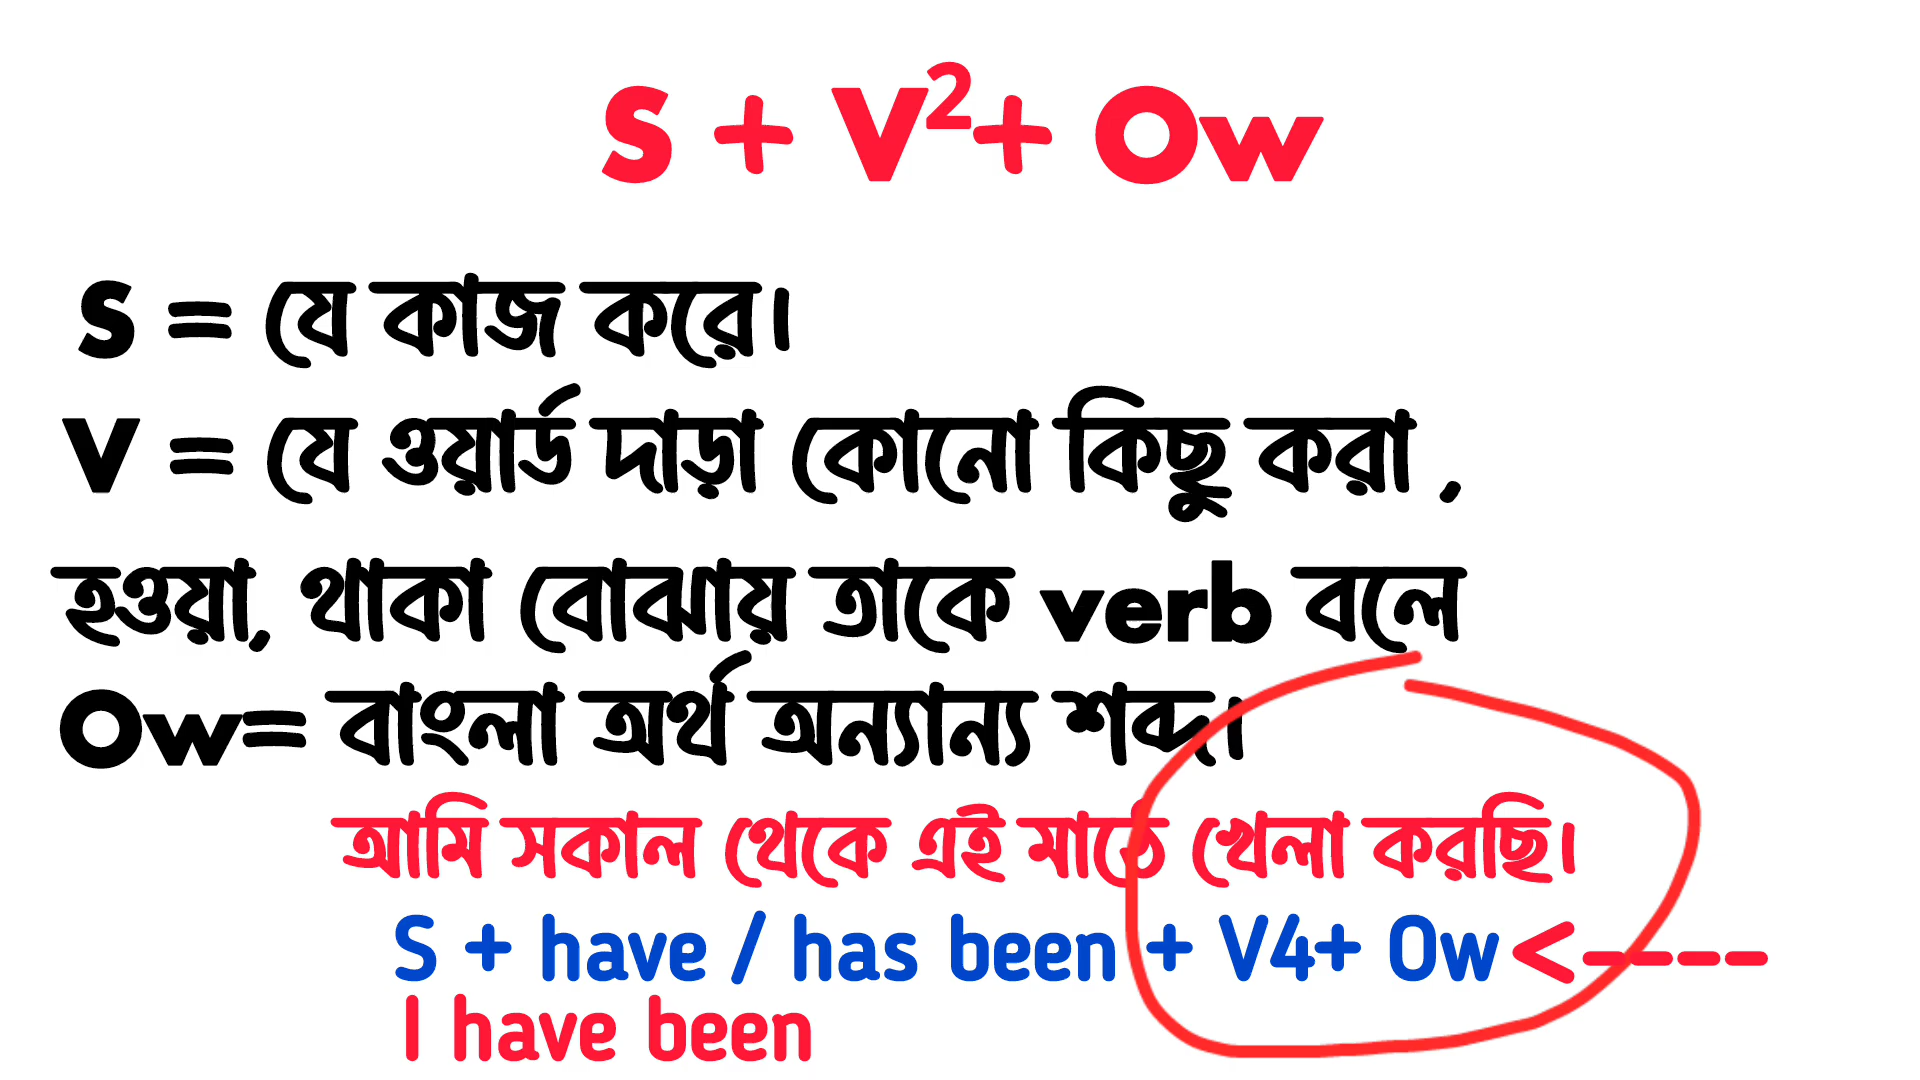 S + V²+ Ow
S = যে কাজ করে।
V = যে ওয়ার্ড দাড়া কোনো কিছু করা ,
হওয়া, থাকা বোঝায় তাকে verb বলে
Ow= বাংলা অর্থ অন্যান্য শব্দ।
আমি সকাল থেকে এই মাঠে খেলা করছি।
S + have / has been + V4+ Ow<----
I have been